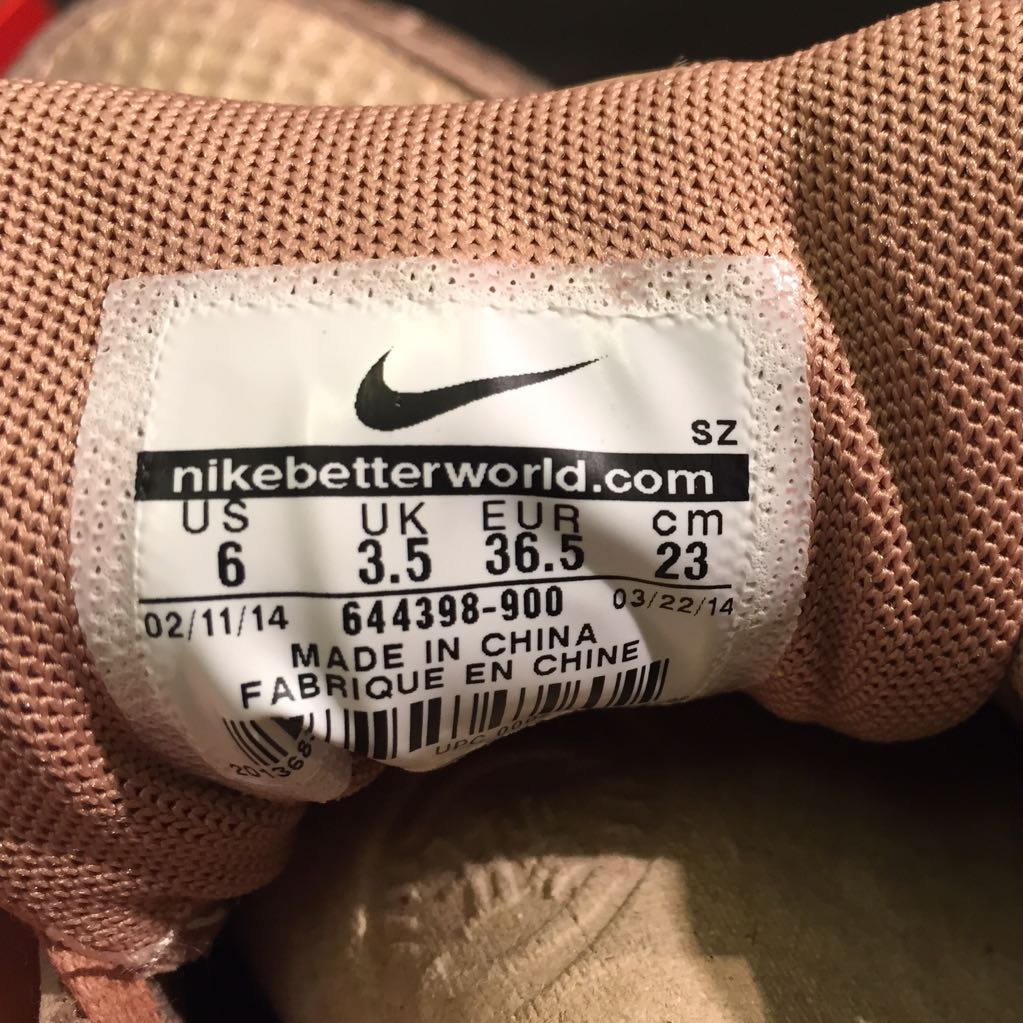 SZ
nikebetterworld.com
US UK EUR cm
6 3.5 36.5 23
02/11/14 644398-900 03/22/14
MADE IN CHINA
FABRIQUE EN CHINE
UPC